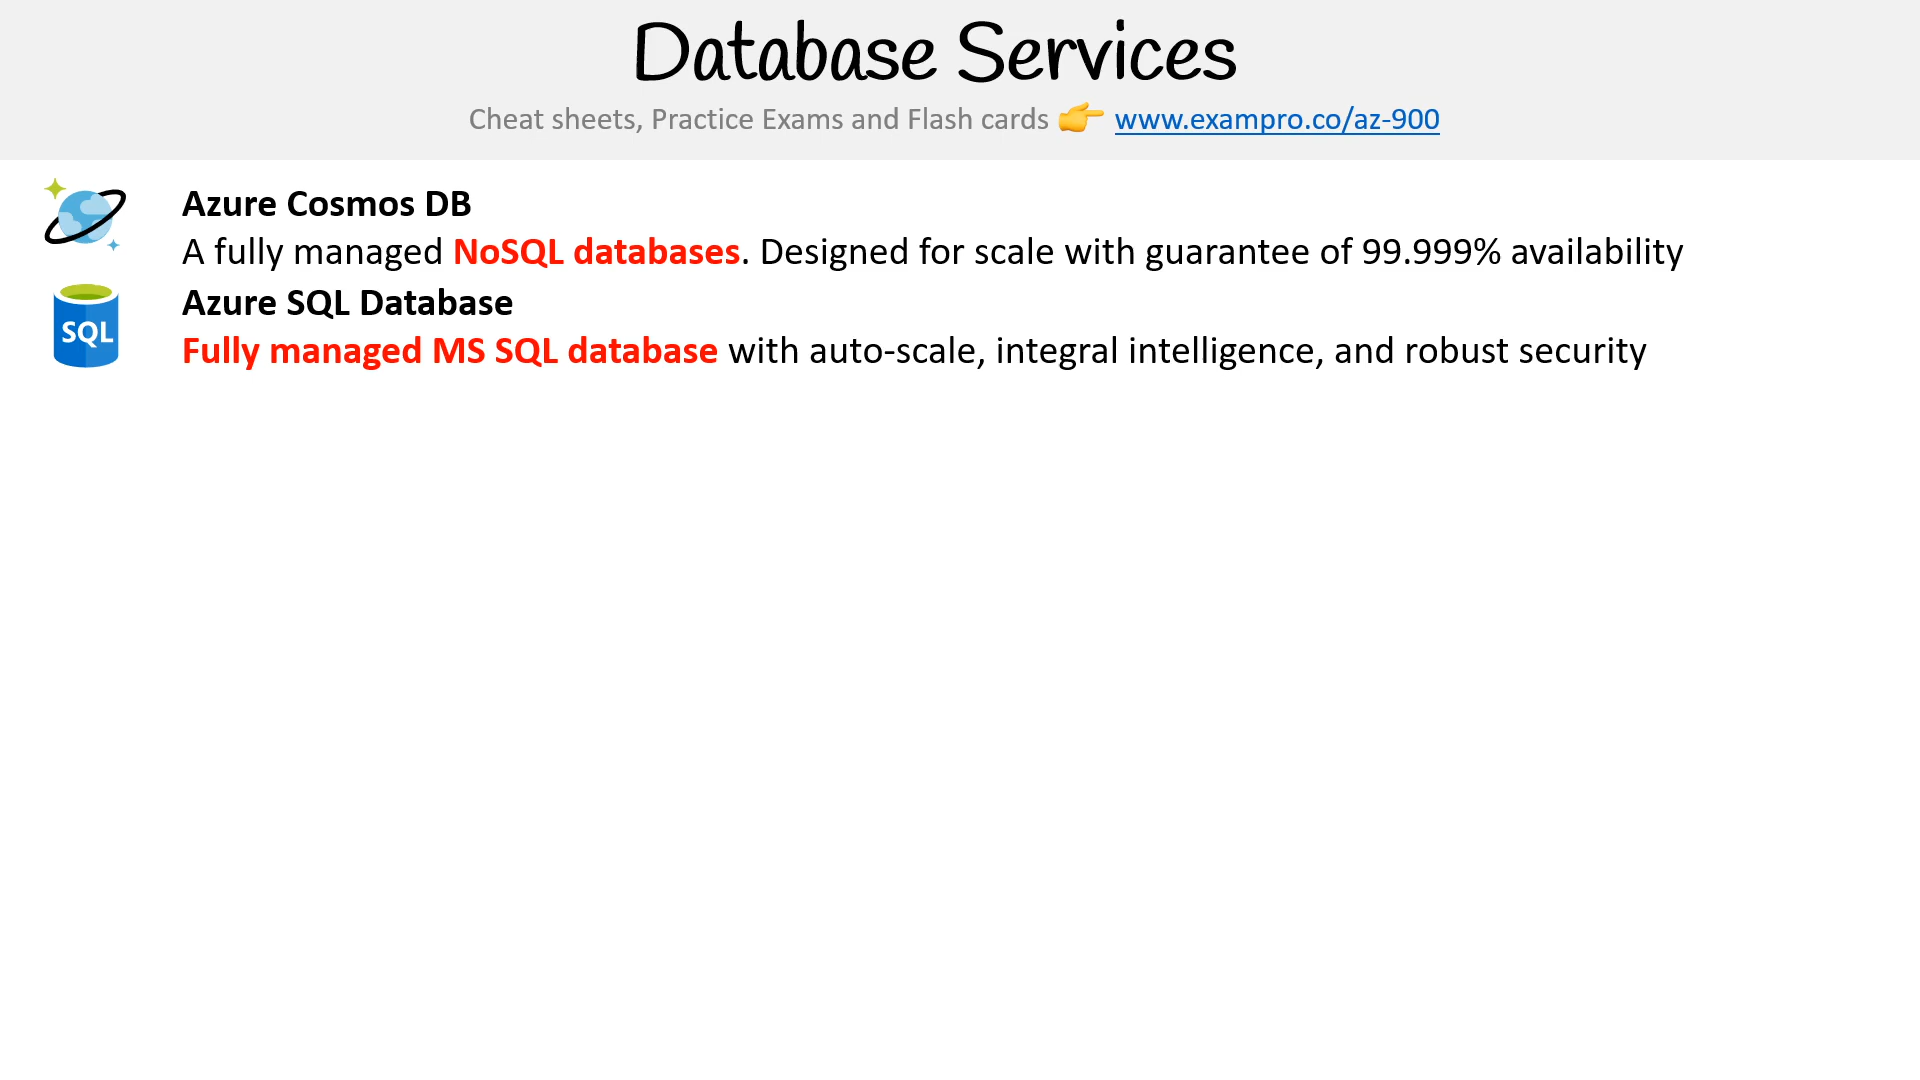 Database Services
Cheat sheets, Practice Exams and Flash cards 👉 www.exampro.co/az-900
Azure Cosmos DB
A fully managed NoSQL databases. Designed for scale with guarantee of 99.999% availability
Azure SQL Database
SQL
Fully managed MS SQL database with auto-scale, integral intelligence, and robust security